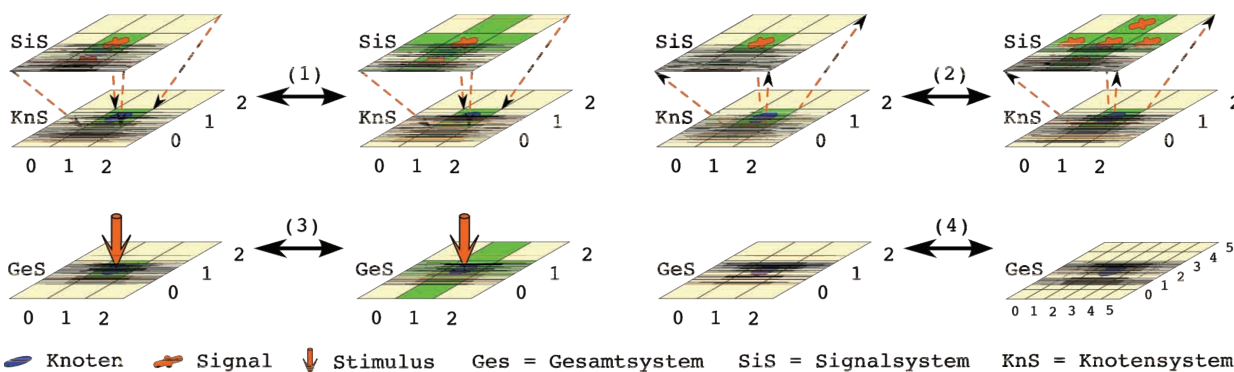 SiS SiS SiS SiS
(1) (2)
KnS KnS KnS KnS
2 2 2 2
1 1 1 1
0 0 0 0
0 1 2 0 1 2 0 1 2 0 1 2
(3) (4)
GeS GeS GeS GeS
2 2 2 5
1 1 1 4
0 0 0 3
2
1
0
0 1 2 0 1 2 0 1 2 0 1 2 3 4 5
Knoten Signal Stimulus Ges = Gesamtsystem SiS = Signalsystem KnS = Knotensystem